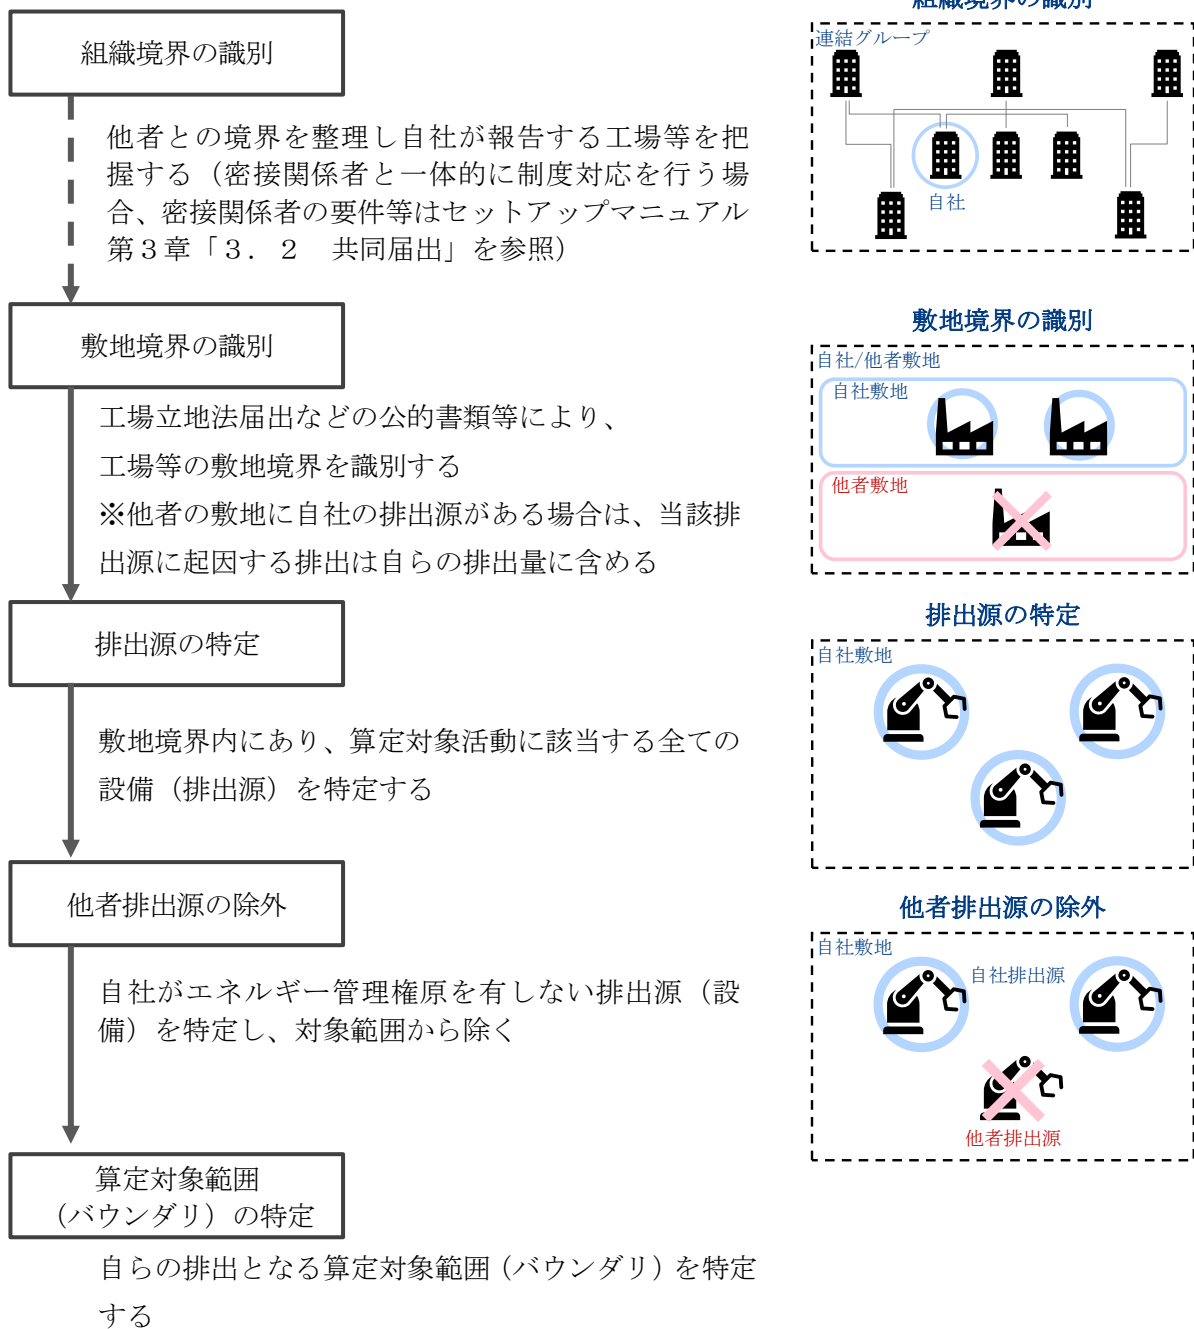 組織境界の識別
組織境界の識別
連結グループ
自社
他者との境界を整理し自社が報告する工場等を把
握する（密接関係者と一体的に制度対応を行う場
合、密接関係者の要件等はセットアップマニュアル
第３章「３．２　共同届出」を参照）
敷地境界の識別
敷地境界の識別
自社/他者敷地
自社敷地
他者敷地
工場立地法届出などの公的書類等により、
工場等の敷地境界を識別する
※他者の敷地に自社の排出源がある場合は、当該排
出源に起因する排出は自らの排出量に含める
排出源の特定
排出源の特定
自社敷地
敷地境界内にあり、算定対象活動に該当する全ての
設備（排出源）を特定する
他者排出源の除外
他者排出源の除外
自社敷地
自社排出源
他者排出源
自社がエネルギー管理権原を有しない排出源（設
備）を特定し、対象範囲から除く
算定対象範囲
（バウンダリ）の特定
自らの排出となる算定対象範囲（バウンダリ）を特定
する